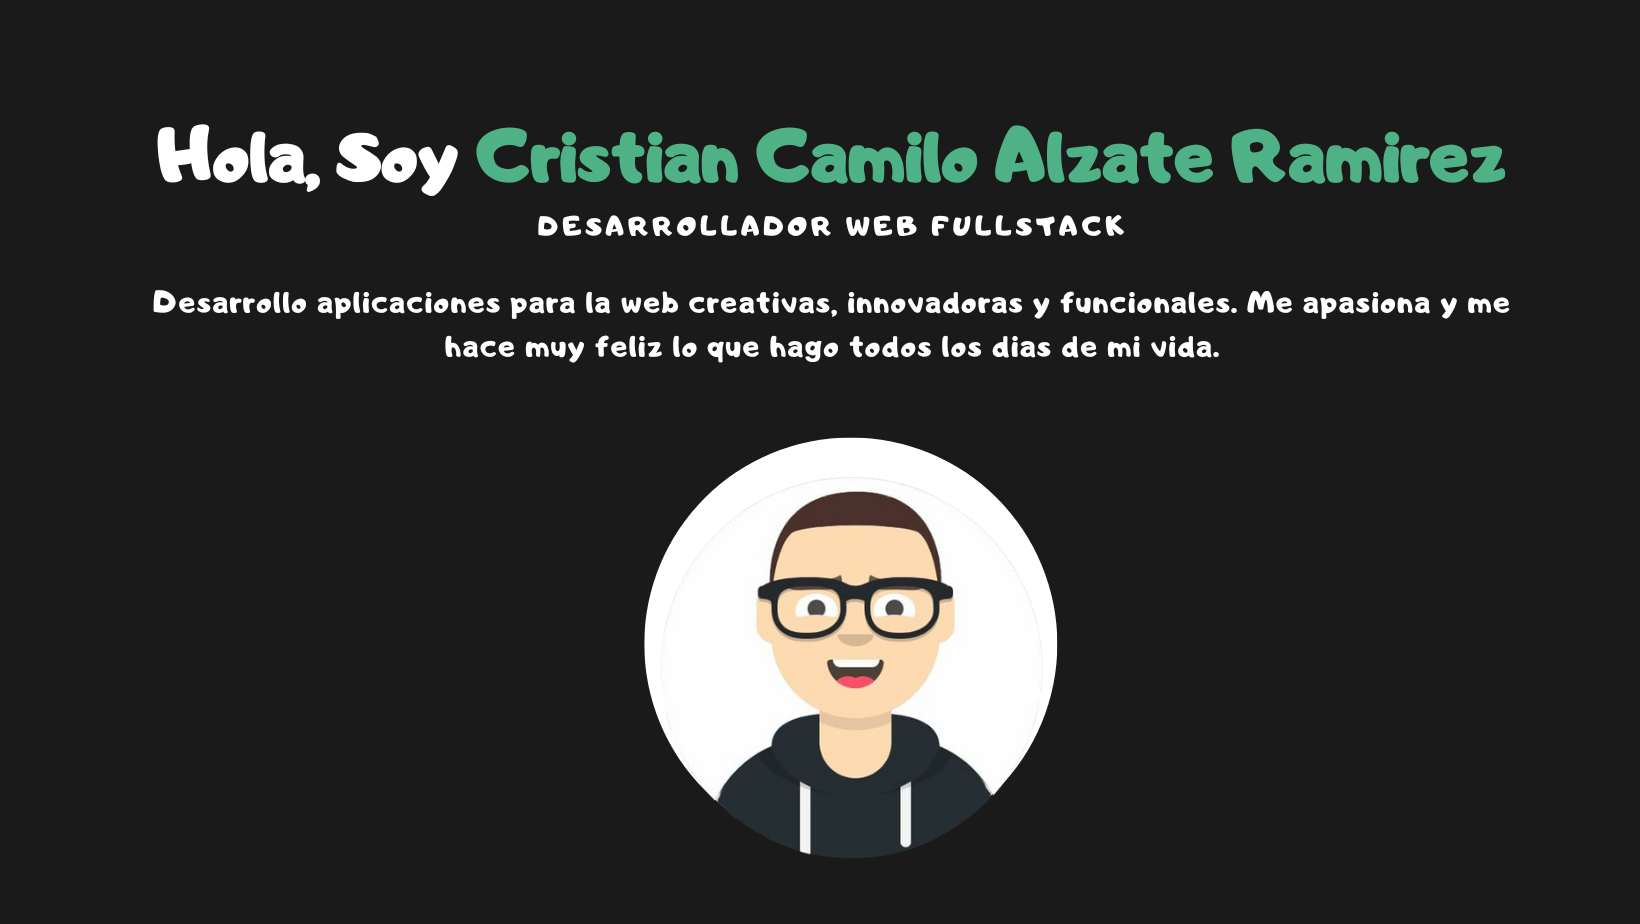 Hola, Soy Cristian Camilo Alzate Ramirez
DESARROLLADOR WEB FULLSTACK
Desarrollo aplicaciones para la web creativas, innovadoras y funcionales. Me apasiona y me
hace muy feliz lo que hago todos los dias de mi vida.